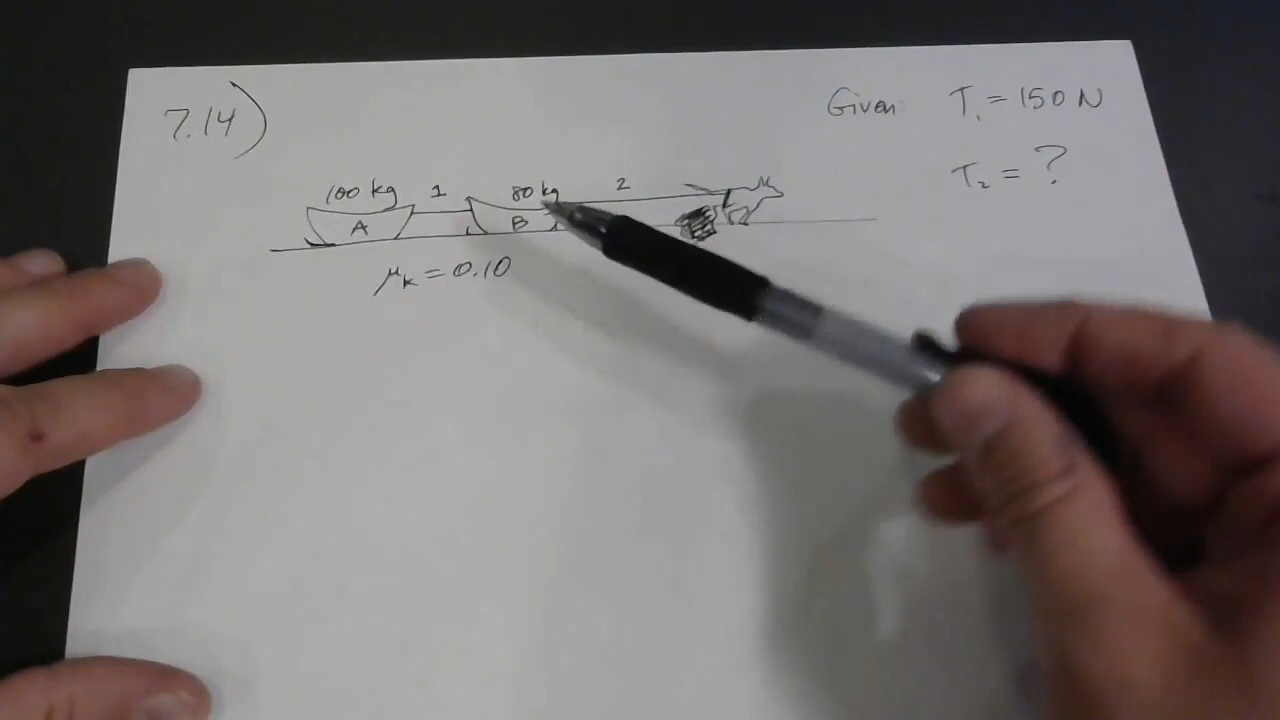 7.14)
Given T₁ = 150 N
T₂ = ?
100 kg 1 80 kg 2
A B
μₖ = 0.10